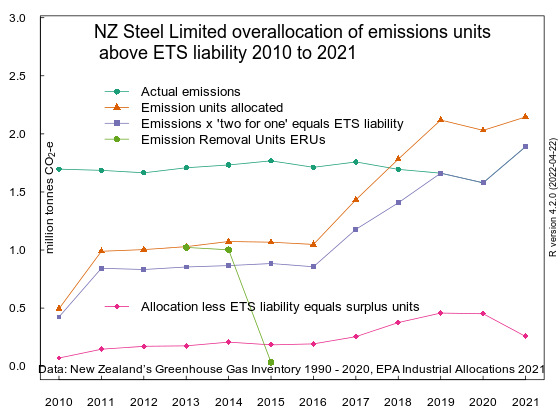 NZ Steel Limited overallocation of emissions units
above ETS liability 2010 to 2021
3.0
2.5
2.0
1.5
1.0
0.5
0.0
million tonnes CO2-e
Actual emissions
Emission units allocated
Emissions x 'two for one' equals ETS liability
Emission Removal Units ERUs
Allocation less ETS liability equals surplus units
Data: New Zealand's Greenhouse Gas Inventory 1990 - 2020, EPA Industrial Allocations 2021
2010 2011 2012 2013 2014 2015 2016 2017 2018 2019 2020 2021
R version 4.2.0 (2022-04-22)